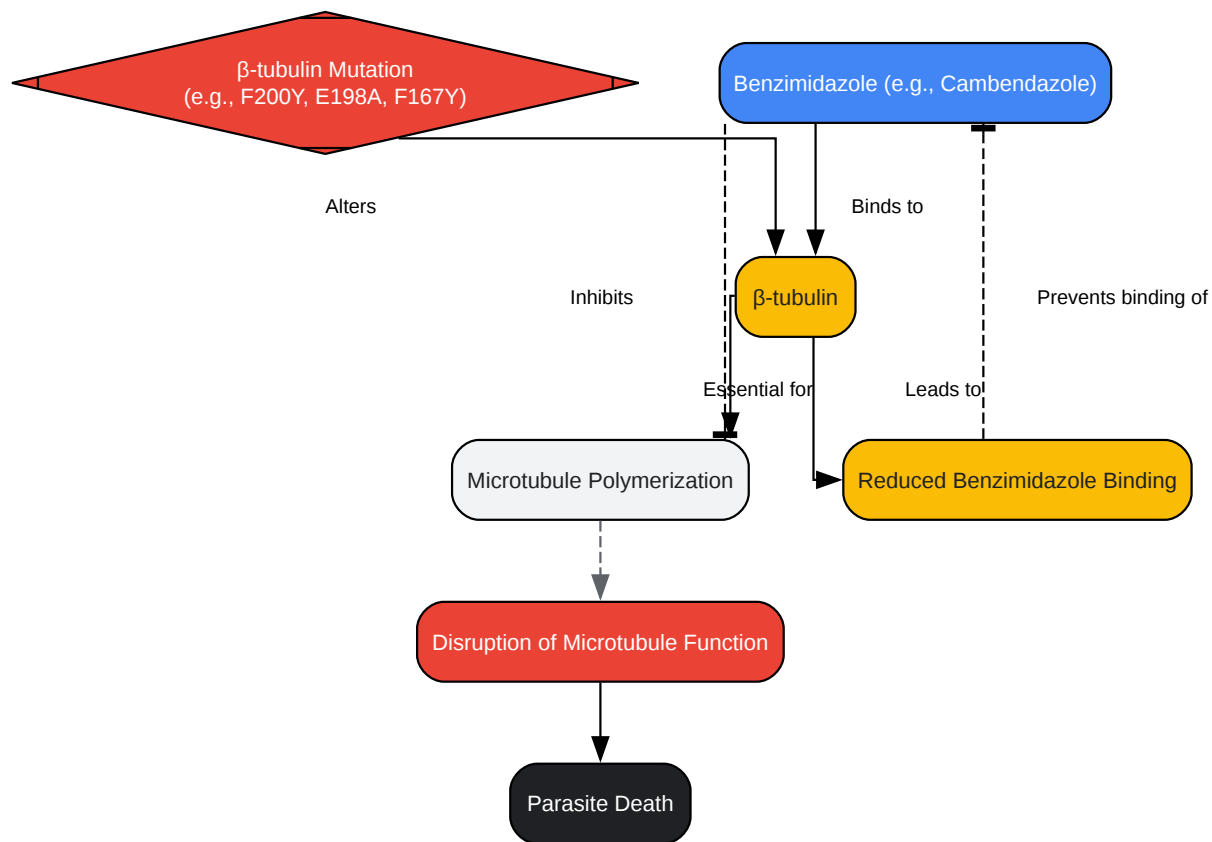 β-tubulin Mutation
(e.g., F200Y, E198A, F167Y)
Benzimidazole (e.g., Cambendazole)
Alters
Binds to
Inhibits
β-tubulin
Prevents binding of
Essential for
Leads to
Microtubule Polymerization
Reduced Benzimidazole Binding
Disruption of Microtubule Function
Parasite Death